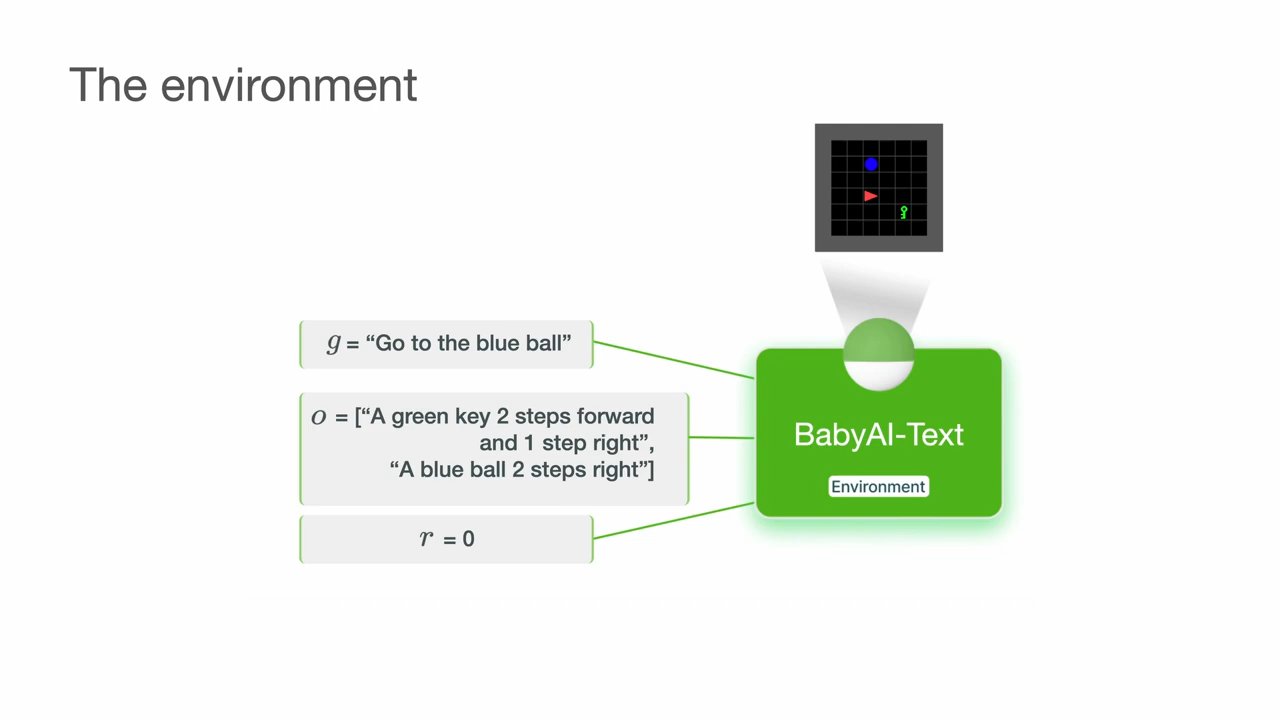 The environment
g = “Go to the blue ball”
o = [“A green key 2 steps forward
and 1 step right”,
“A blue ball 2 steps right”]
r = 0
BabyAI-Text
Environment